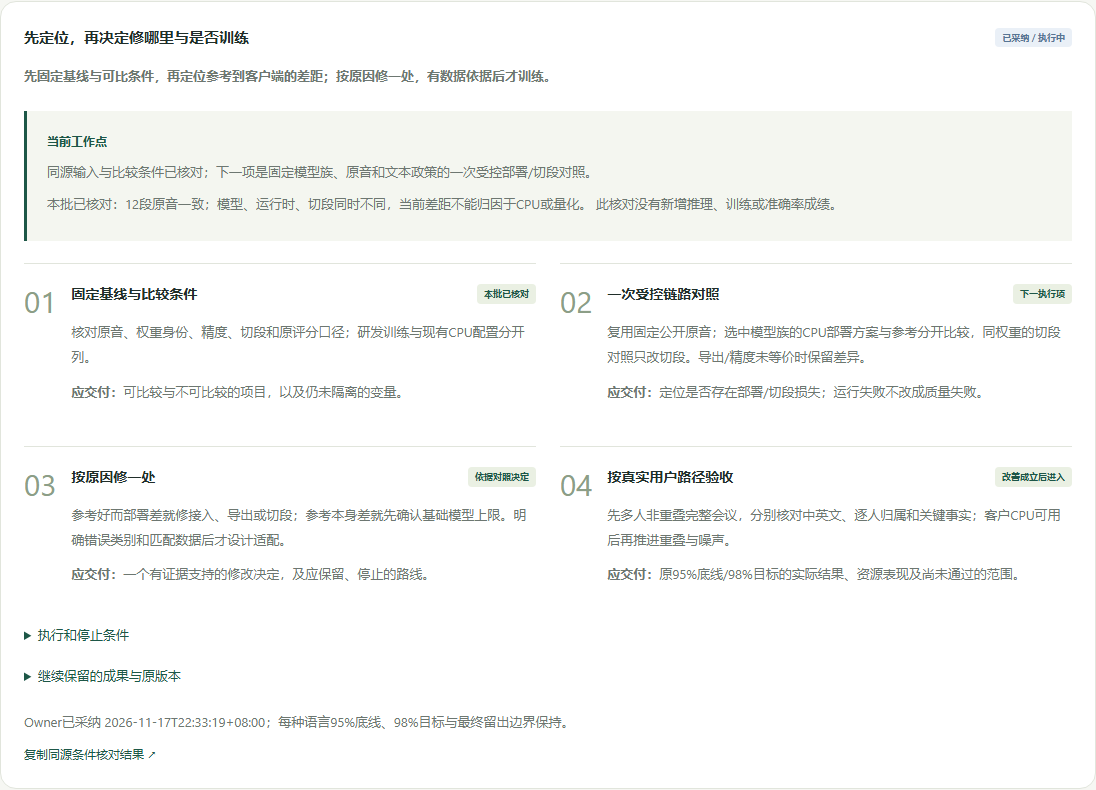 先定位，再决定修哪里与是否训练
已采纳 / 执行中
先固定基线与可比条件，再定位参考到客户端的差距；按原因修一处，有数据依据后才训练。
当前工作点
同源输入与比较条件已核对；下一项是固定模型族、原音和文本政策的一次受控部署/切段对照。
本批已核对：12段原音一致；模型、运行时、切段同时不同，当前差距不能归因于CPU或量化。 此核对没有新增推理、训练或准确率成绩。
01
固定基线与比较条件
本批已核对
核对原音、权重身份、精度、切段和原评分口径；研发训练与现有CPU配置分开
列。
应交付：可比较与不可比较的项目，以及仍未隔离的变量。
02
一次受控链路对照
下一执行项
复用固定公开原音；选中模型族的CPU部署方案与参考分开比较，同权重的切段
对照只改切段。导出/精度未等价时保留差异。
应交付：定位是否存在部署/切段损失；运行失败不改成质量失败。
03
按原因修一处
依据对照决定
参考好而部署差就修接入、导出或切段；参考本身差就先确认基础模型上限。明
确错误类别和匹配数据后才设计适配。
应交付：一个有证据支持的修改决定，及应保留、停止的路线。
04
按真实用户路径验收
改善成立后进入
先多人非重叠完整会议，分别核对中英文、逐人归属和关键事实；客户CPU可用
后再推进重叠与噪声。
应交付：原95%底线/98%目标的实际结果、资源表现及尚未通过的范围。
▶ 执行和停止条件
▶ 继续保留的成果与原版本
Owner已采纳 2026-11-17T22:33:19+08:00；每种语言95%底线、98%目标与最终留出边界保持。
复制同源条件核对结果 ↗